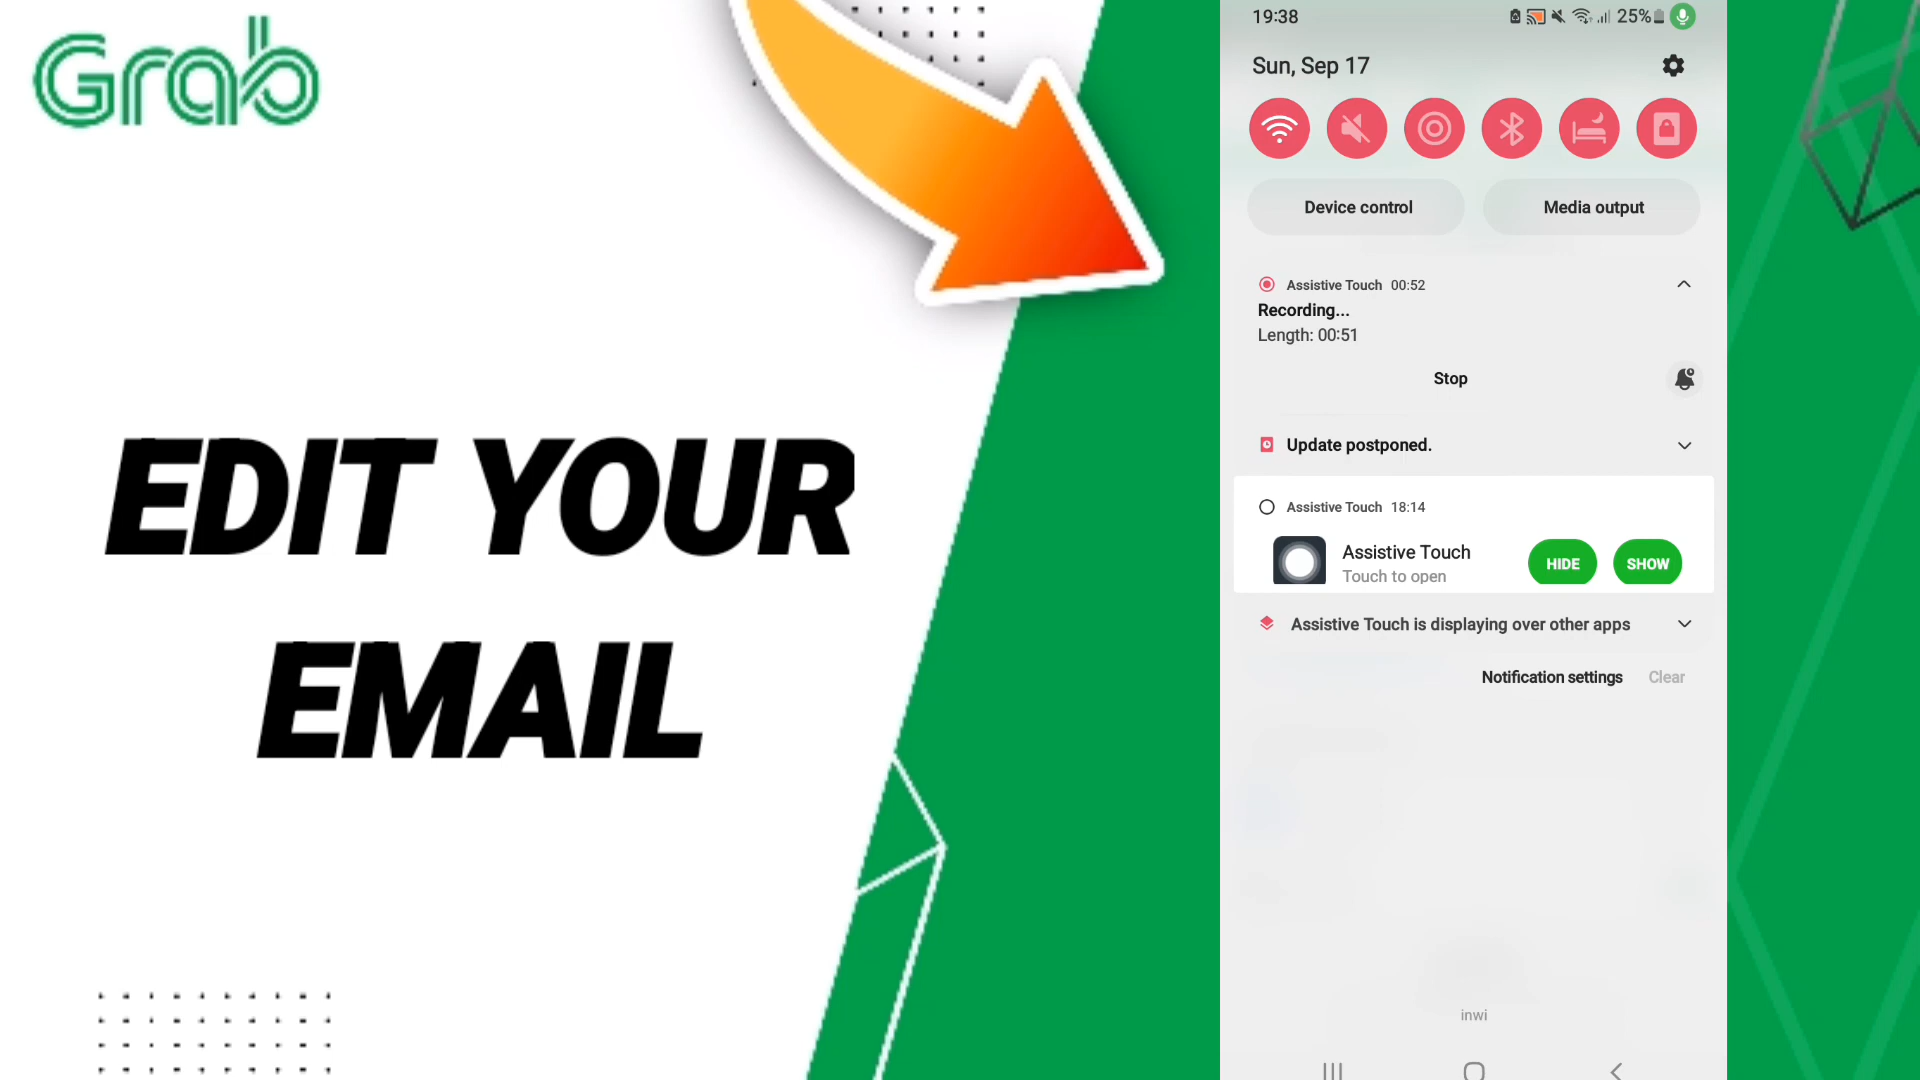 Grab
EDIT YOUR
EMAIL
19:38
25%
Sun, Sep 17
Device control
Media output
Assistive Touch 00:52
Recording...
Length: 00:51
Stop
Update postponed.
Assistive Touch 18:14
Assistive Touch
Touch to open
HIDE
SHOW
Assistive Touch is displaying over other apps
Notification settings
Clear
inwi